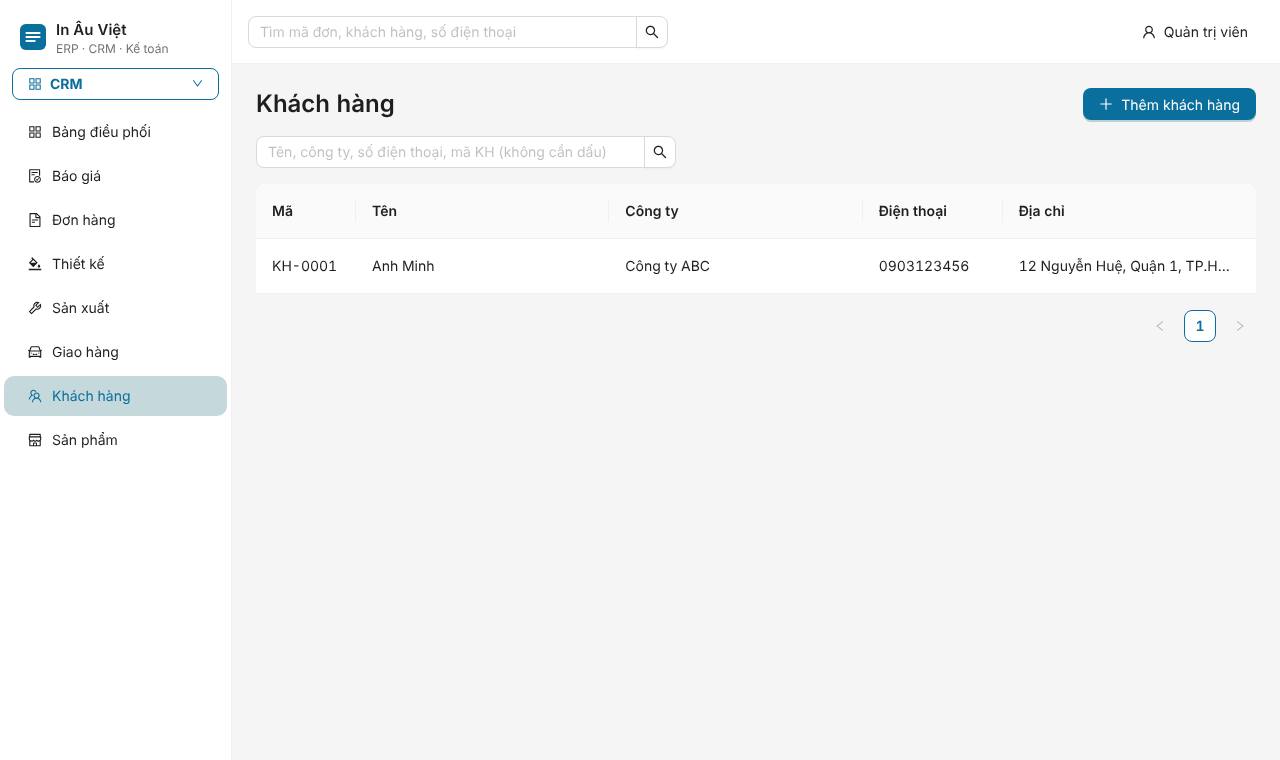 In Âu Việt
ERP · CRM · Kế toán
CRM
Bảng điều phối
Báo giá
Đơn hàng
Thiết kế
Sản xuất
Giao hàng
Khách hàng
Sản phẩm
Tìm mã đơn, khách hàng, số điện thoại
Quản trị viên
Khách hàng
Thêm khách hàng
Tên, công ty, số điện thoại, mã KH (không cần dấu)
Mã Tên Công ty Điện thoại Địa chỉ
KH-0001 Anh Minh Công ty ABC 0903123456 12 Nguyễn Huệ, Quận 1, TP.H...
1